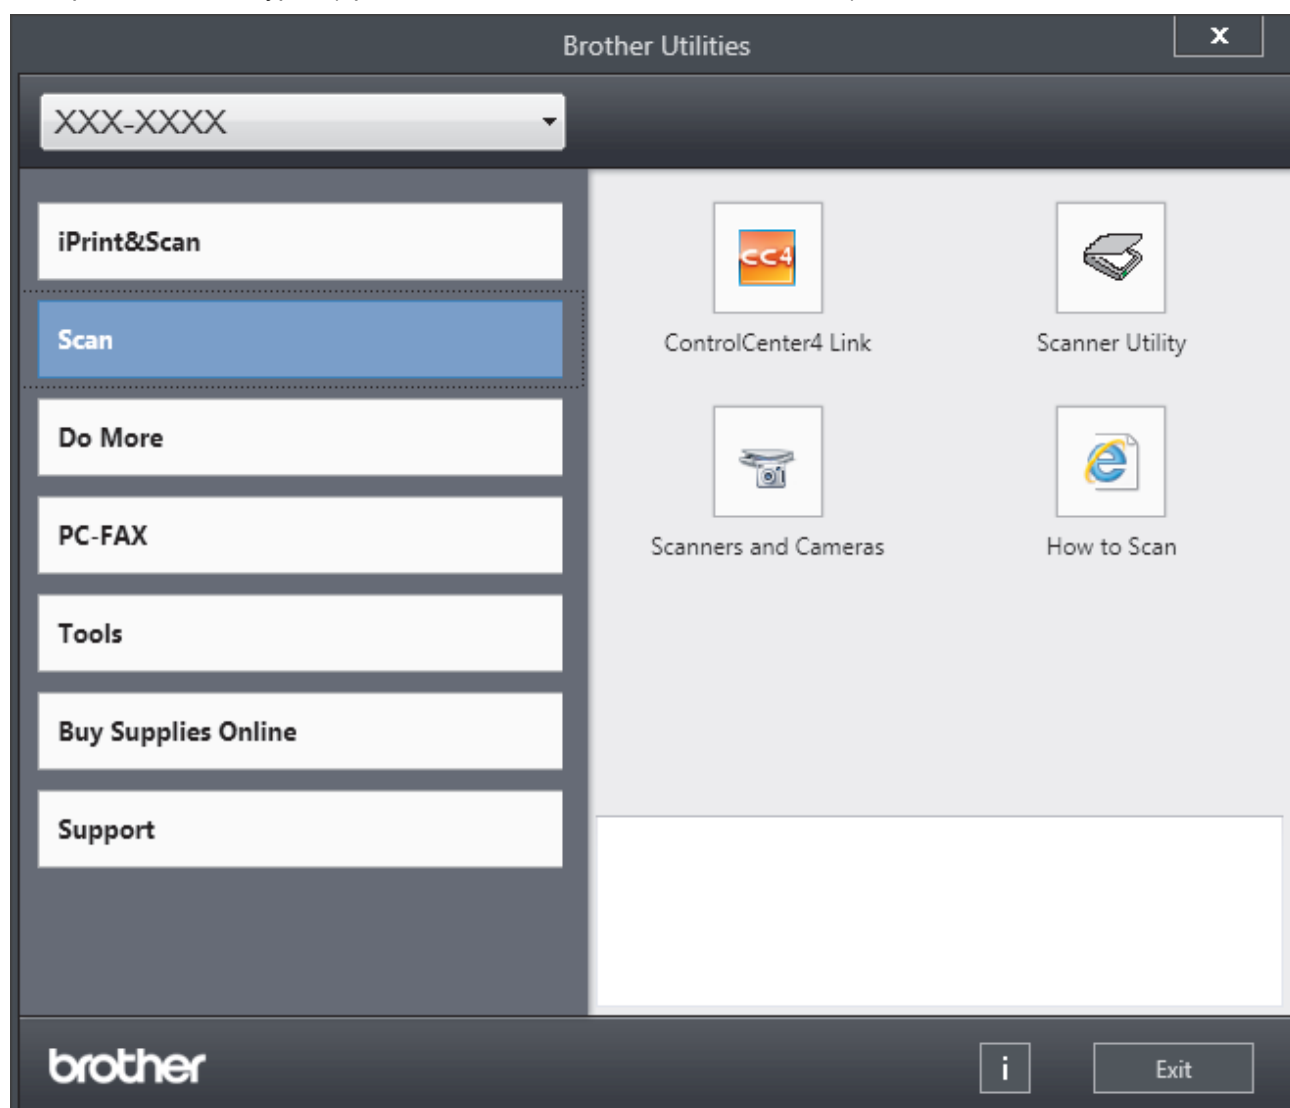 Brother Utilities
x
XXX-XXXX
iPrint&Scan
Scan
Do More
PC-FAX
Tools
Buy Supplies Online
Support
CC4
ControlCenter4 Link
Scanner Utility
Scanners and Cameras
How to Scan
brother
i
Exit